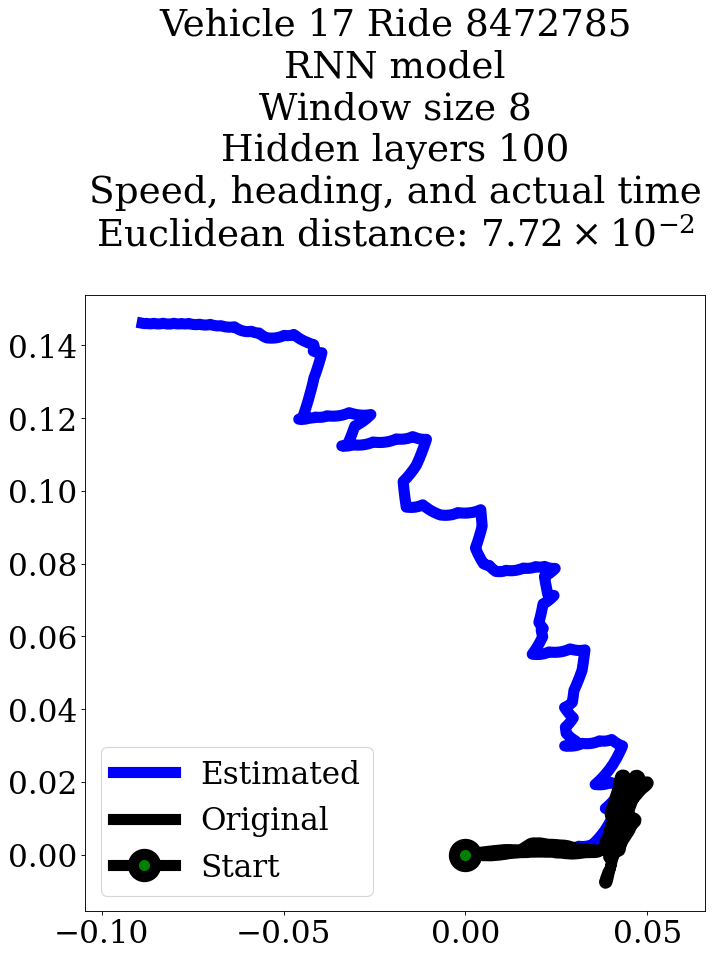 Vehicle 17 Ride 8472785
RNN model
Window size 8
Hidden layers 100
Speed, heading, and actual time
Euclidean distance: 7.72 × 10⁻²
0.14
0.12
0.10
0.08
0.06
0.04
0.02
0.00
Estimated
Original
Start
−0.10 −0.05 0.00 0.05